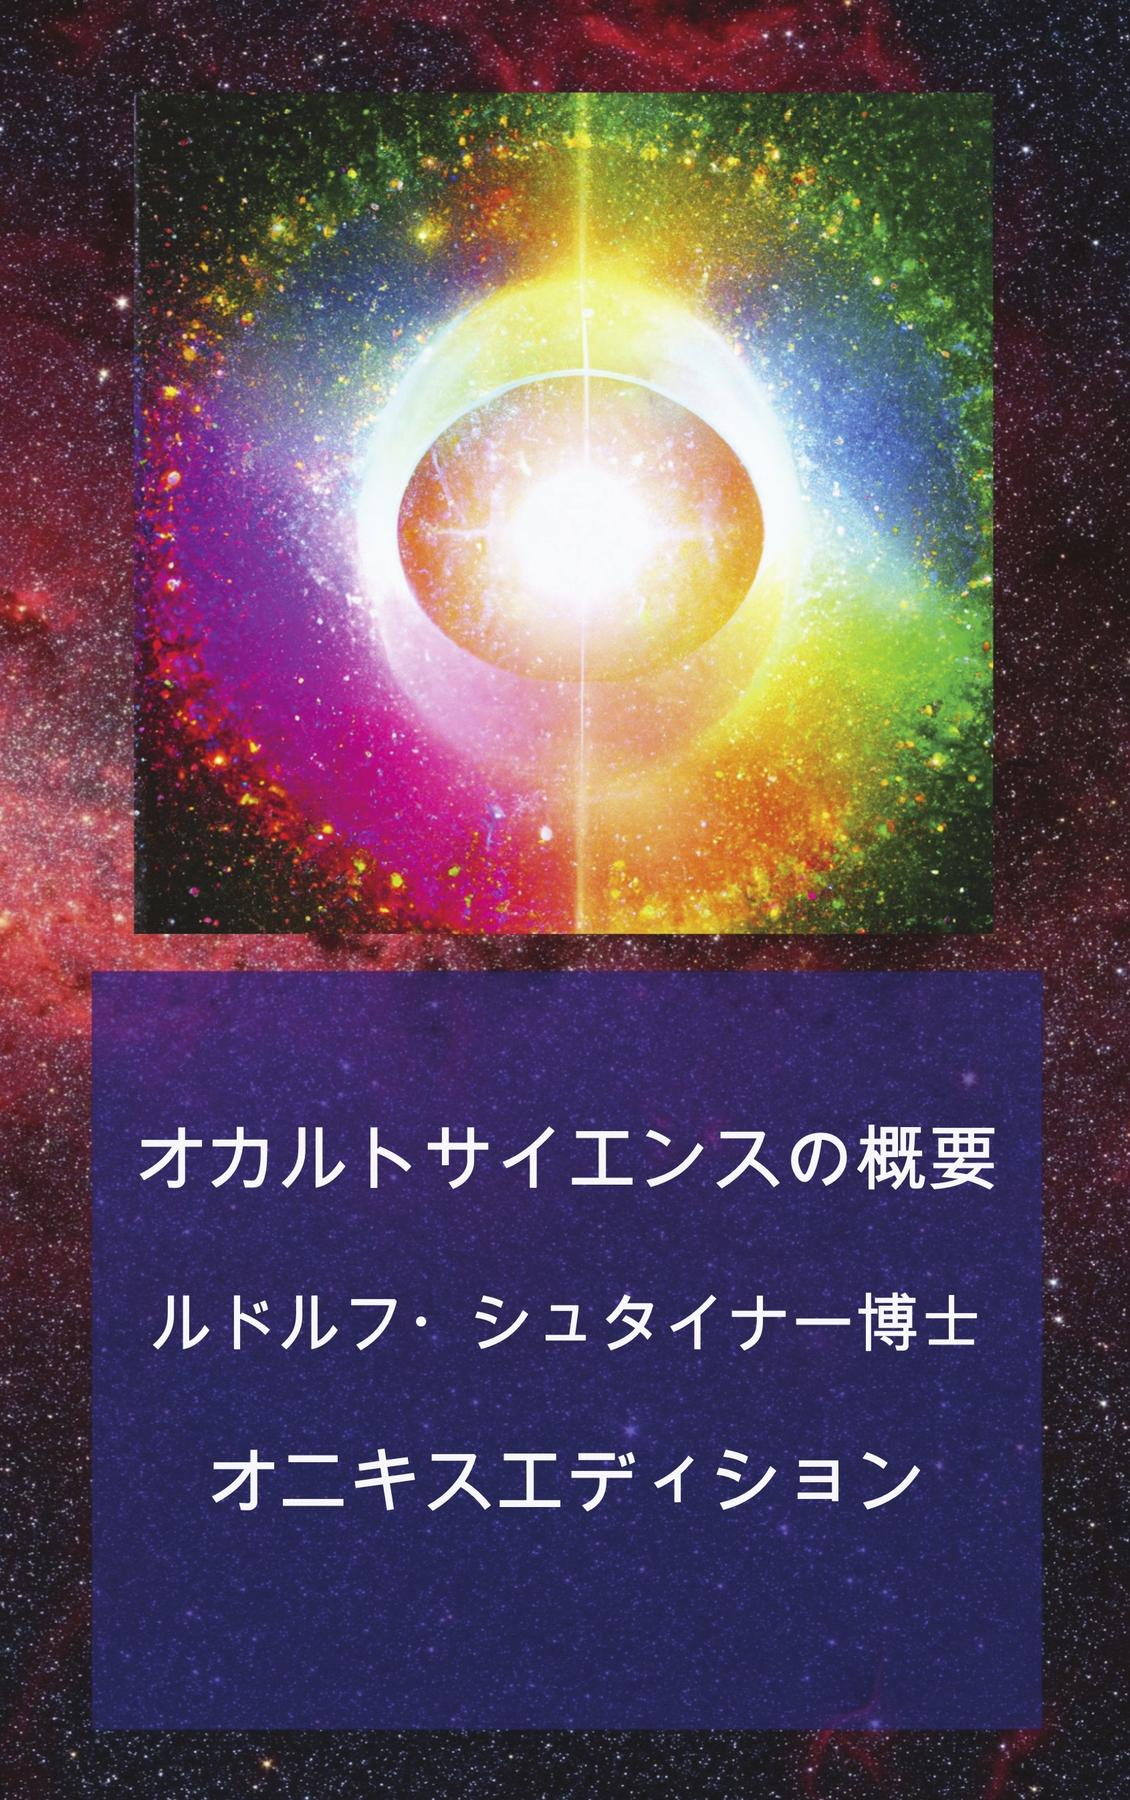 オカルトサイエンスの概要
ルドルフ・シュタイナー博士
オニキスエディション